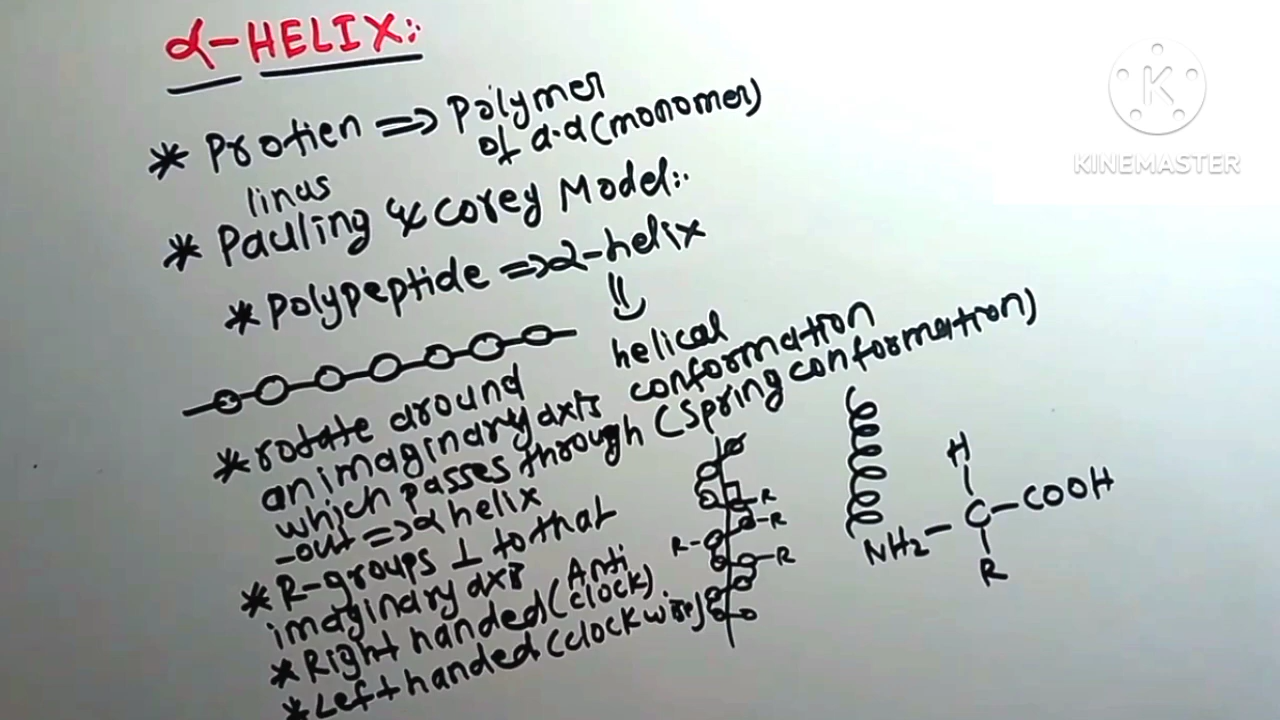 α-HELIX:-
* Protien => Polymer
of a.a (monomer)
linus
* Pauling & corey Model:-
* Polypeptide => α-helix
helical
conformation
(spring conformation)
* rotate around
an imaginary axis
which passes through
-out => α helix
* R-groups ⊥ to that
imaginary axis
* Right handed (Anti
clock)
* Left handed (clockwise)
R
R
R-
-R
H
NH2-C-COOH
R
K
KINEMASTER